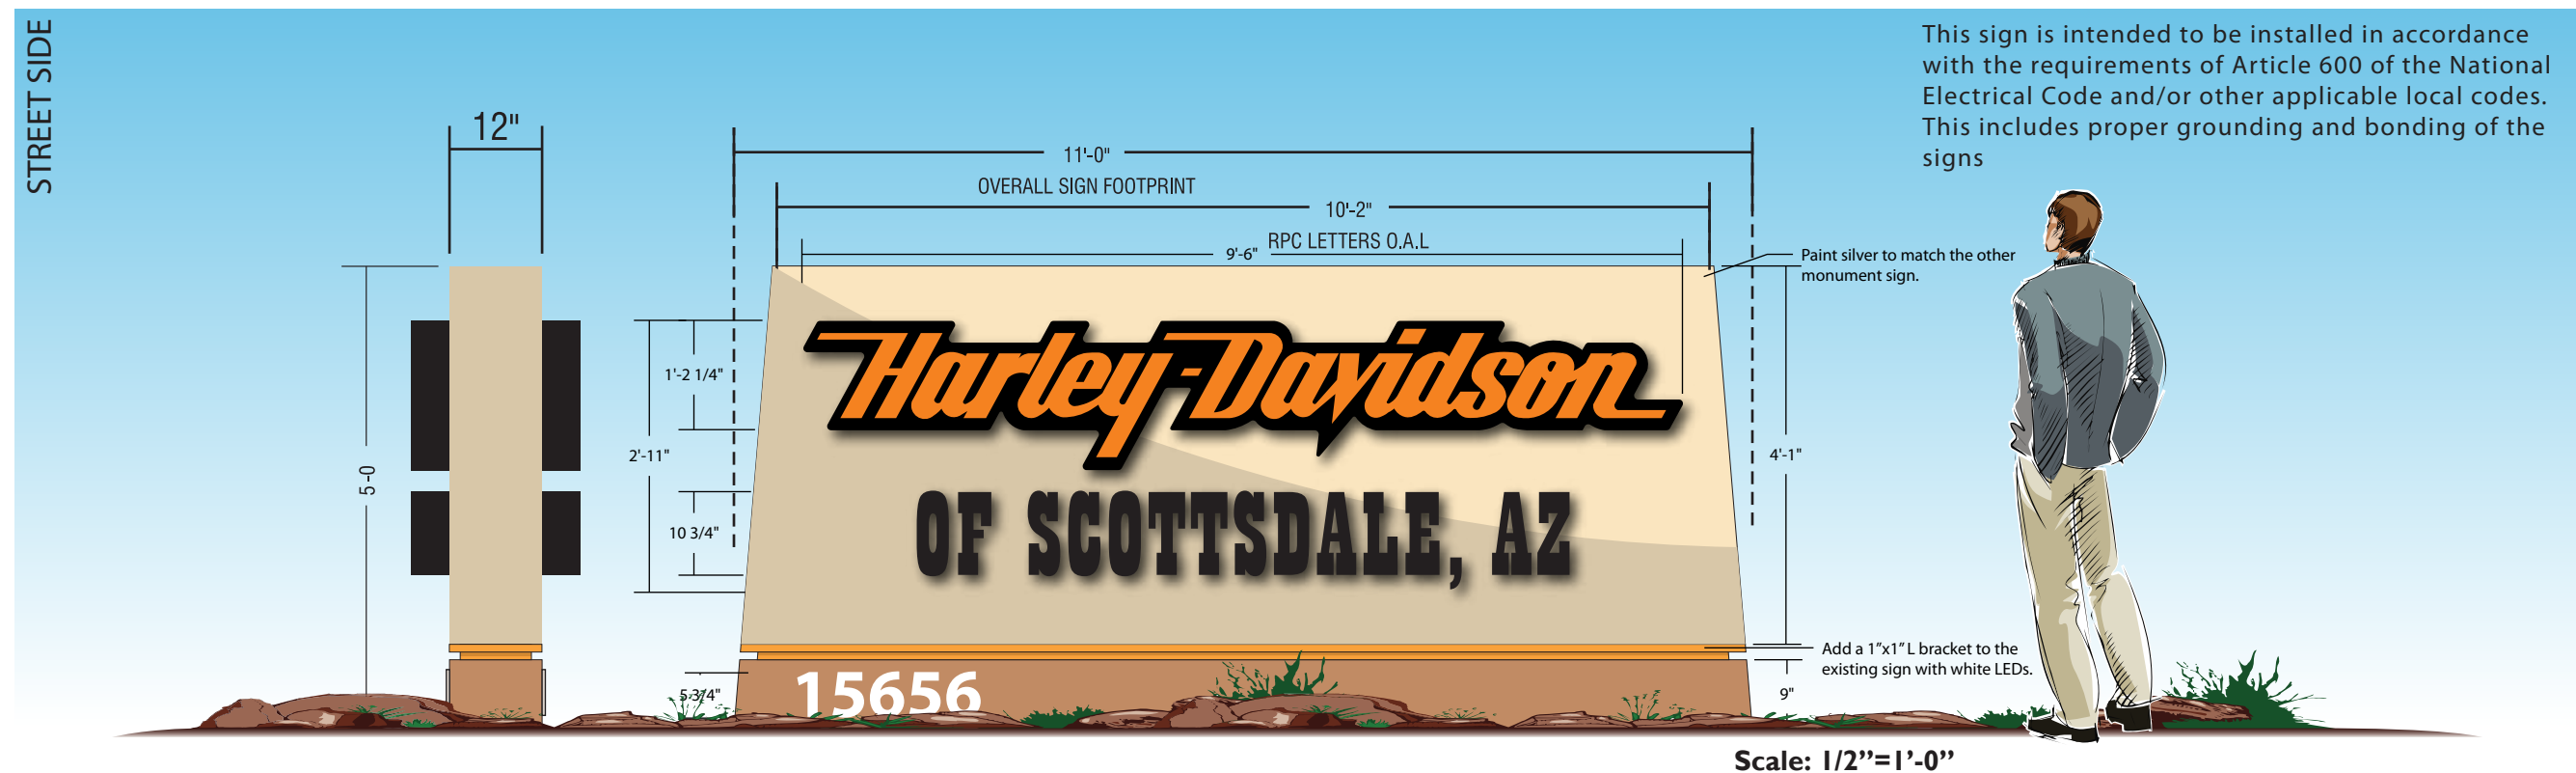 STREET SIDE
This sign is intended to be installed in accordance
with the requirements of Article 600 of the National
Electrical Code and/or other applicable local codes.
This includes proper grounding and bonding of the
signs
12"
11'-0"
OVERALL SIGN FOOTPRINT
10'-2"
RPC LETTERS O.A.L
9'-6"
Paint silver to match the other
monument sign.
5 -0
1'-2 1/4"
2'-11"
10 3/4"
Harley-Davidson
OF SCOTTSDALE, AZ
4'-1"
Add a 1"x1" L bracket to the
existing sign with white LEDs.
5 3/4"
15656
9"
Scale: 1/2"=1'-0"